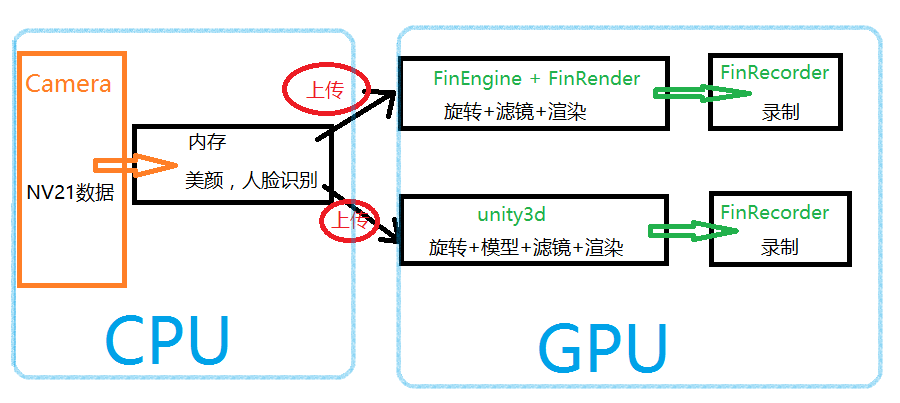 Camera
NV21数据
内存
美颜，人脸识别
上传
上传
FinEngine + FinRender
旋转+滤镜+渲染
FinRecorder
录制
unity3d
旋转+模型+滤镜+渲染
FinRecorder
录制
CPU
GPU